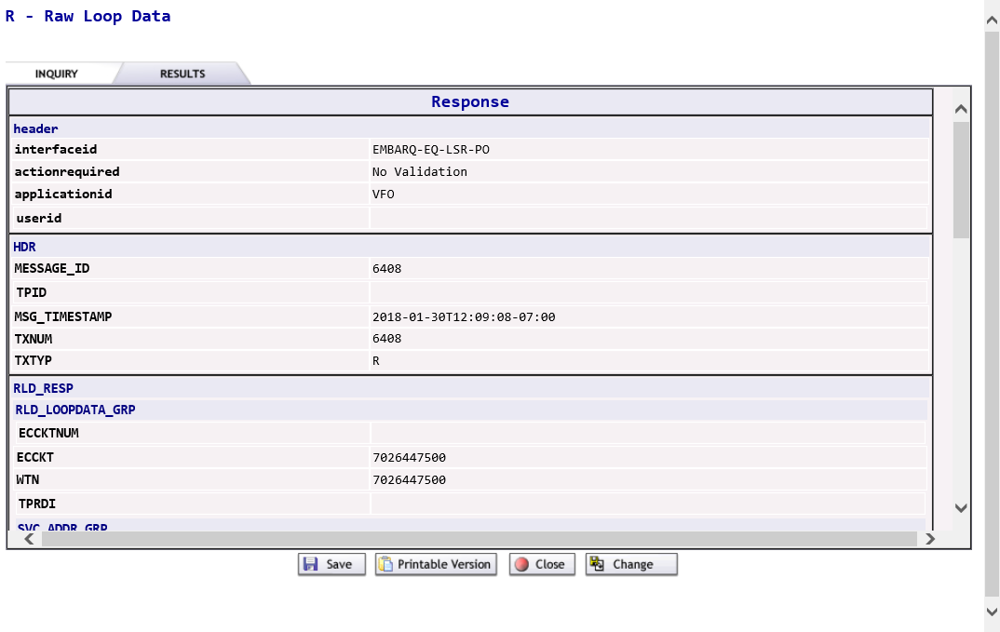 R - Raw Loop Data
INQUIRY RESULTS
Response
header
interfaceid EMBARQ-EQ-LSR-PO
actionrequired No Validation
applicationid VFO
userid
HDR
MESSAGE_ID 6408
TPID
MSG_TIMESTAMP 2018-01-30T12:09:08-07:00
TXNUM 6408
TXTYP R
RLD_RESP
RLD_LOOPDATA_GRP
ECCKTNUM
ECCKT 7026447500
WTN 7026447500
TPRDI
SVC_ADDR_GRP
Save Printable Version Close Change